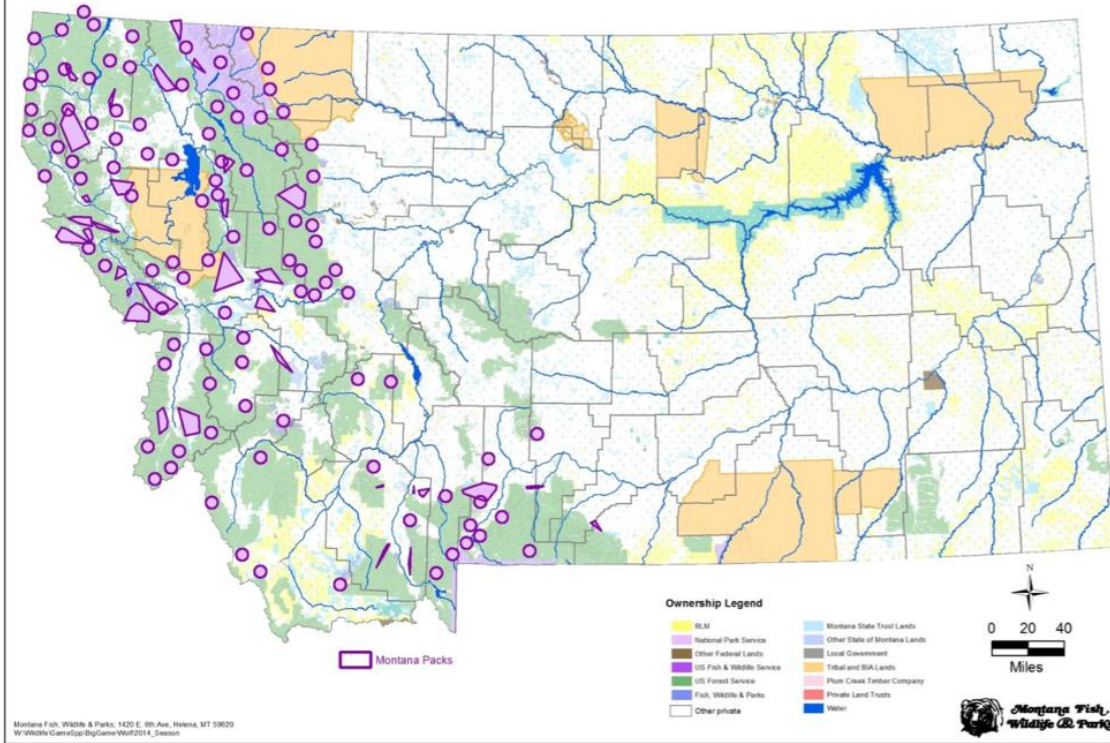 Montana Packs
Ownership Legend
BLM
National Park Service
Other Federal Lands
US Fish & Wildlife Service
US Forest Service
Fish, Wildlife & Parks
Other private
Montana State Trust Lands
Other State of Montana Lands
Local Government
Tribal and BIA Lands
Plum Creek Timber Company
Private Land Trusts
Water
N
0 20 40
Miles
Montana Fish, Wildlife & Parks; 1420 E. 6th Ave, Helena, MT 59620
W:\Wildlife\GameSpp\BigGame\Wolf\2014_Season
Montana Fish
Wildlife & Parks